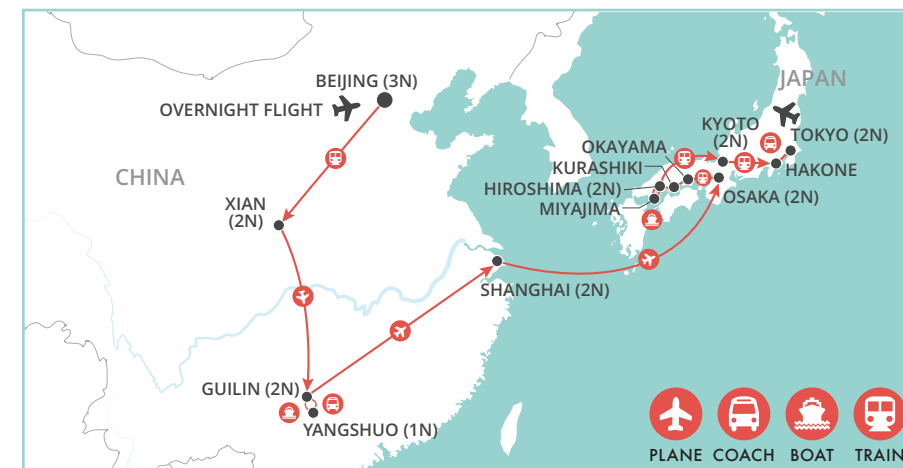 BEIJING (3N)
OVERNIGHT FLIGHT
CHINA
XIAN
(2N)
GUILIN (2N)
YANGSHUO (1N)
SHANGHAI (2N)
JAPAN
KYOTO
(2N)
TOKYO (2N)
OKAYAMA
KURASHIKI
HAKONE
HIROSHIMA (2N)
MIYAJIMA
OSAKA (2N)
PLANE
COACH
BOAT
TRAIN